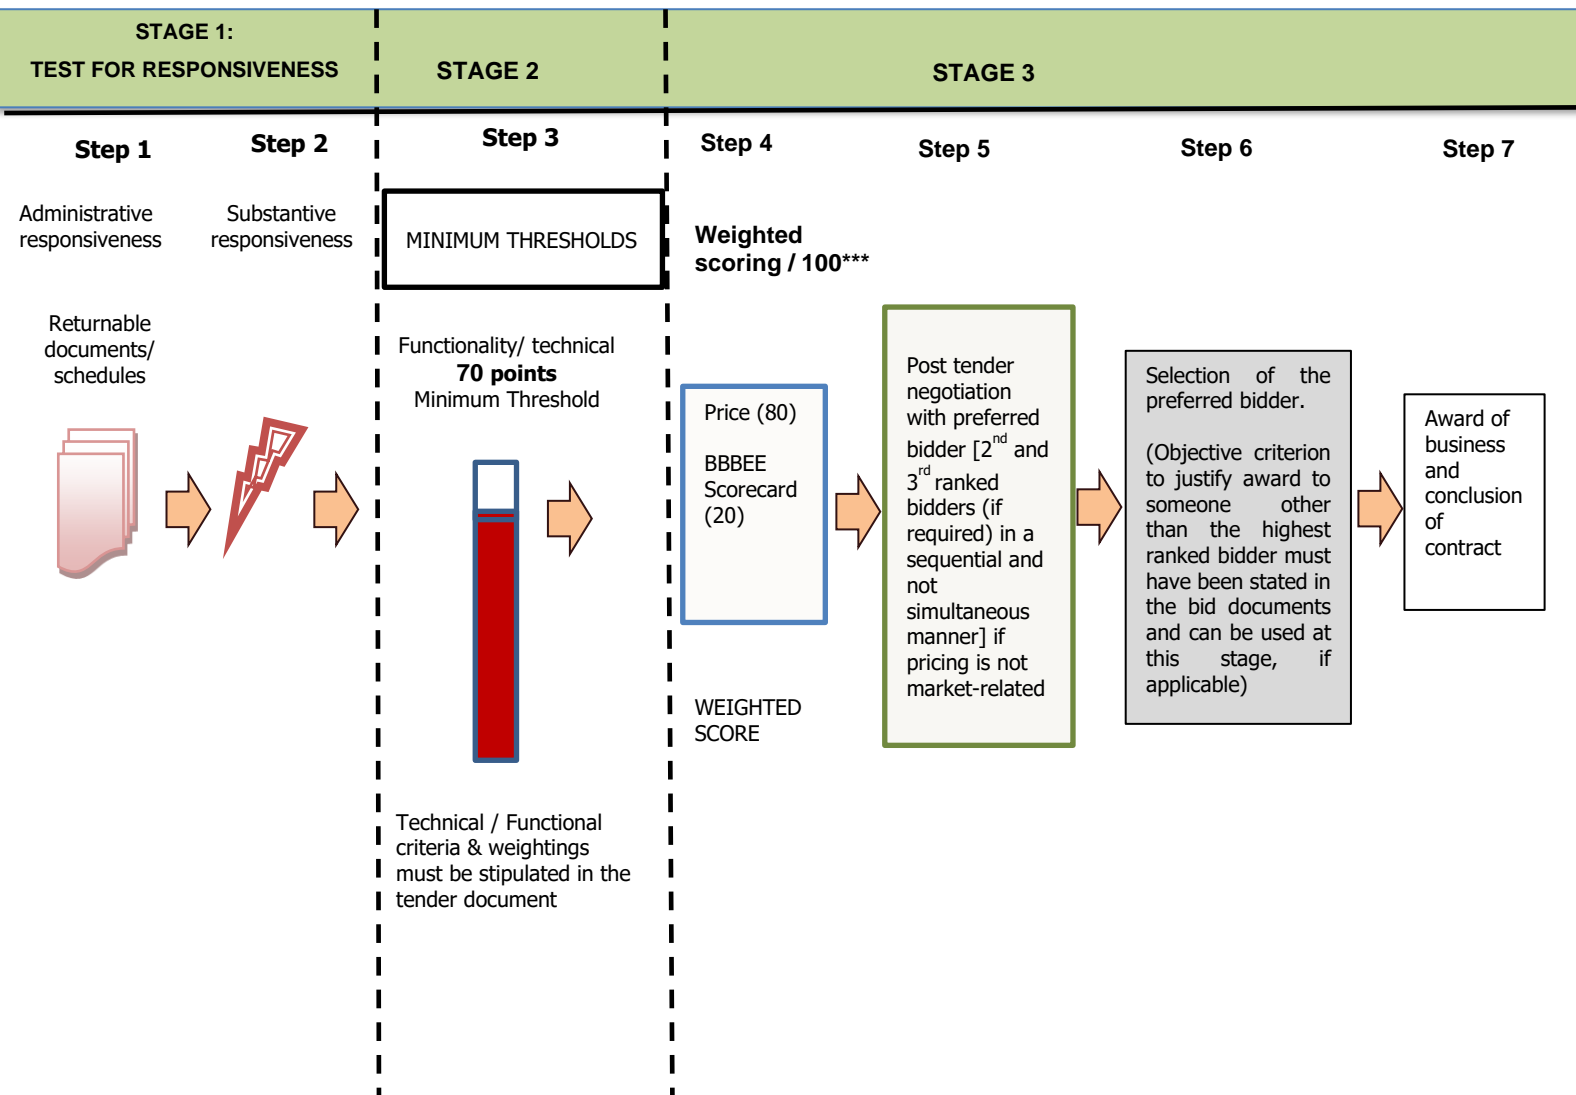 STAGE 1:
TEST FOR RESPONSIVENESS
STAGE 2
STAGE 3
Step 1
Step 2
Step 3
Step 4
Step 5
Step 6
Step 7
Administrative
responsiveness
Substantive
responsiveness
MINIMUM THRESHOLDS
Weighted
scoring / 100***
Returnable
documents/
schedules
Functionality/ technical
70 points
Minimum Threshold
Technical / Functional
criteria & weightings
must be stipulated in the
tender document
Price (80)
BBBEE
Scorecard
(20)
WEIGHTED
SCORE
Post tender
negotiation
with preferred
bidder [2nd and
3rd ranked
bidders (if
required) in a
sequential and
not
simultaneous
manner] if
pricing is not
market-related
Selection of the
preferred bidder.
(Objective criterion
to justify award to
someone other
than the highest
ranked bidder must
have been stated in
the bid documents
and can be used at
this stage, if
applicable)
Award of
business
and
conclusion
of
contract